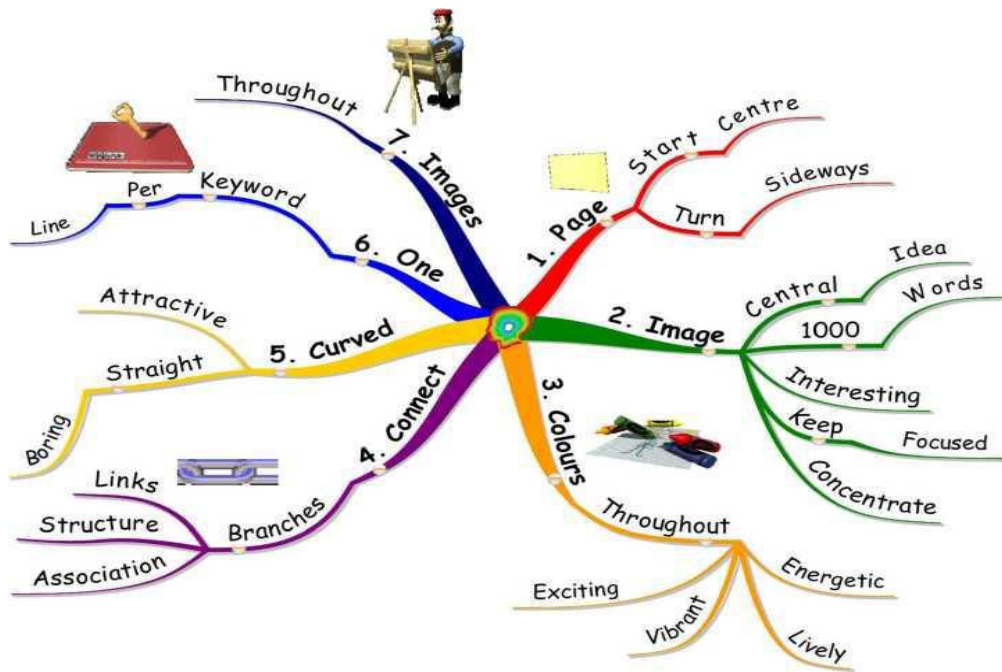 1. Page
Start
Centre
Turn
Sideways
2. Image
Central
Idea
1000
Words
Interesting
Keep
Focused
Concentrate
3. Colours
Throughout
Energetic
Lively
Vibrant
Exciting
4. Connect
Branches
Links
Structure
Association
5. Curved
Attractive
Straight
Boring
6. One
Keyword
Per
Line
7. Images
Throughout